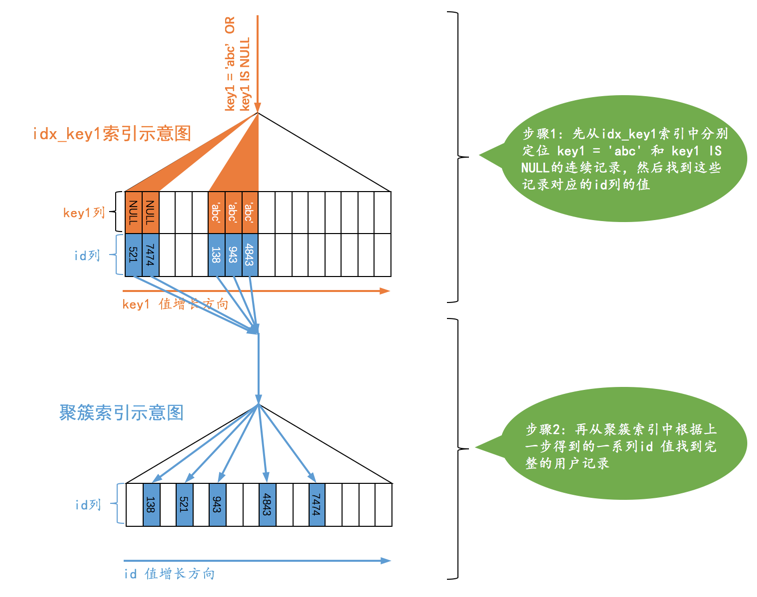 key1 = 'abc' OR
key1 IS NULL
idx_key1索引示意图
key1列
NULL
NULL
'abc'
'abc'
'abc'
id列
521
7474
138
943
4843
key1 值增长方向
步骤1: 先从idx_key1索引中分别
定位 key1 = 'abc' 和 key1 IS
NULL的连续记录，然后找到这些
记录对应的id列的值
聚簇索引示意图
id列
138
521
943
4843
7474
id 值增长方向
步骤2: 再从聚簇索引中根据上
一步得到的一系列id 值找到完
整的用户记录